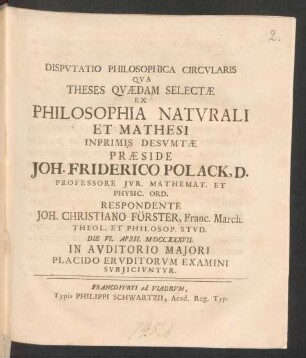 2.
DISPVTATIO PHILOSOPHICA CIRCVLARIS
QVA
THESES QVÆDAM SELECTÆ
EX
PHILOSOPHIA NATVRALI
ET MATHESI
INPRIMIS DESVMTÆ
PRÆSIDE
JOH. FRIDERICO POLACK. D.
PROFESSORE JVR. MATHEMAT. ET
PHYSIC. ORD.
RESPONDENTE
JOH. CHRISTIANO FÖRSTER, Franc. March.
THEOL. ET PHILOSOP. STVD.
DIE VI. APRIL. MDCCXXXVII.
IN AVDITORIO MAJORI
PLACIDO ERVDITORVM EXAMINI
SVBJICIVNTVR.
FRANCOFVRTI ad VIADRVM,
Typis PHILIPPI SCHWARTZII, Acad. Reg. Typ.